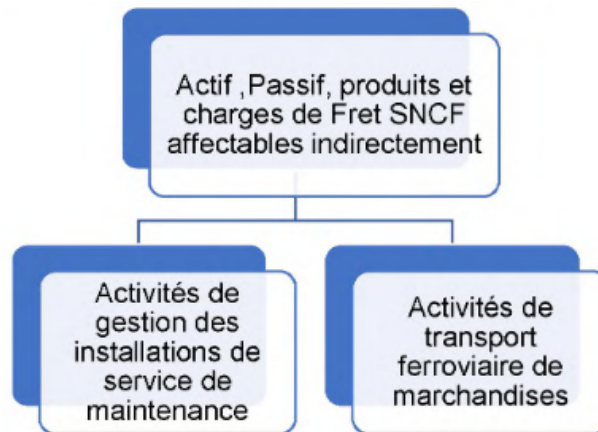 Actif ,Passif, produits et
charges de Fret SNCF
affectables indirectement
Activités de
gestion des
installations de
service de
maintenance
Activités de
transport
ferroviaire de
marchandises